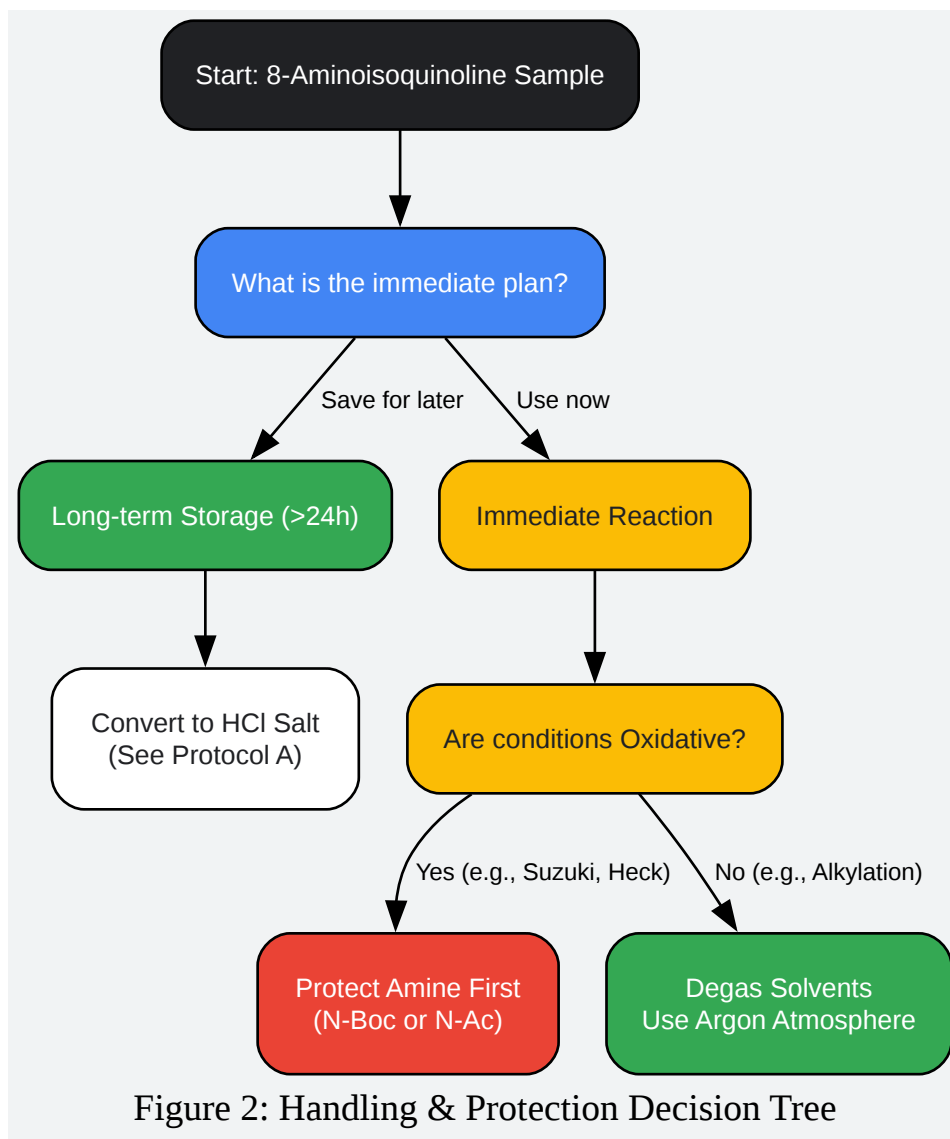 Start: 8-Aminoisoquinoline Sample
What is the immediate plan?
Save for later
Use now
Long-term Storage (>24h)
Immediate Reaction
Convert to HCl Salt
(See Protocol A)
Are conditions Oxidative?
Yes (e.g., Suzuki, Heck)
No (e.g., Alkylation)
Protect Amine First
(N-Boc or N-Ac)
Degas Solvents
Use Argon Atmosphere
Figure 2: Handling & Protection Decision Tree